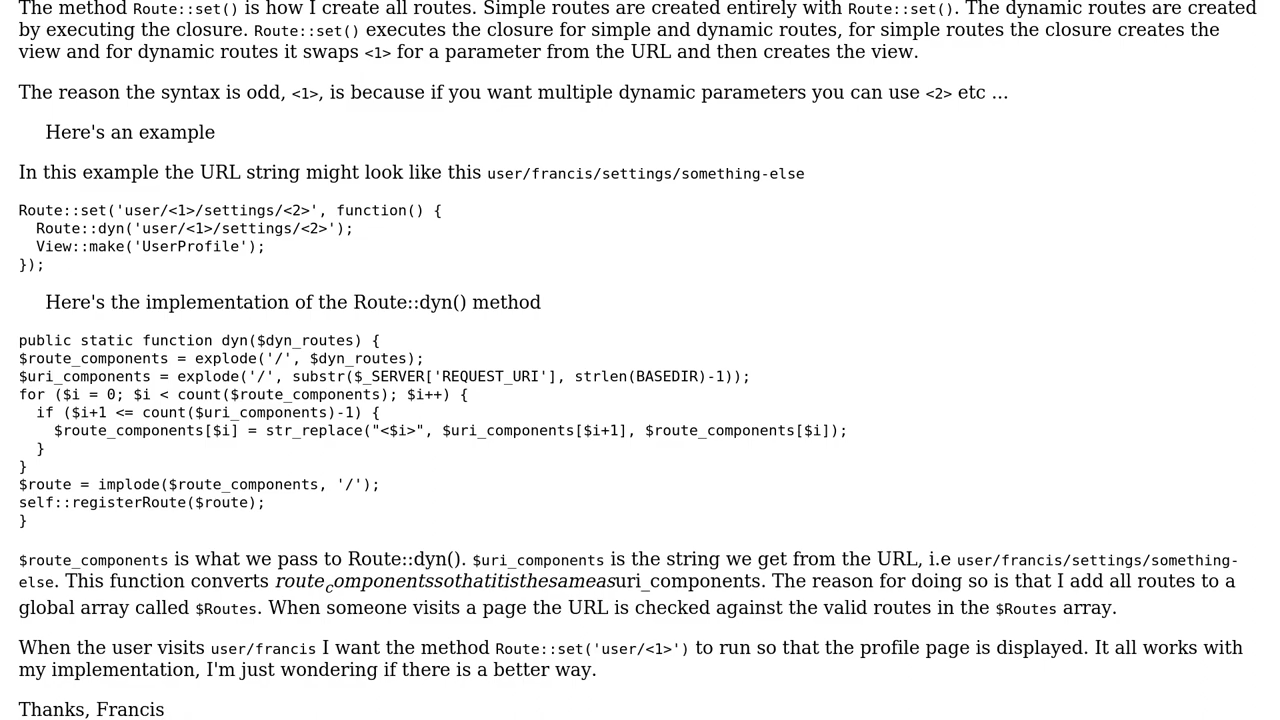 The method Route::set() is how I create all routes. Simple routes are created entirely with Route::set(). The dynamic routes are created
by executing the closure. Route::set() executes the closure for simple and dynamic routes, for simple routes the closure creates the
view and for dynamic routes it swaps <1> for a parameter from the URL and then creates the view.
The reason the syntax is odd, <1>, is because if you want multiple dynamic parameters you can use <2> etc ...
Here's an example
In this example the URL string might look like this user/francis/settings/something-else
Route::set('user/<1>/settings/<2>', function() {
  Route::dyn('user/<1>/settings/<2>');
  View::make('UserProfile');
});
Here's the implementation of the Route::dyn() method
public static function dyn($dyn_routes) {
$route_components = explode('/', $dyn_routes);
$uri_components = explode('/', substr($_SERVER['REQUEST_URI'], strlen(BASEDIR)-1));
for ($i = 0; $i < count($route_components); $i++) {
  if ($i+1 <= count($uri_components)-1) {
    $route_components[$i] = str_replace("<$i>", $uri_components[$i+1], $route_components[$i]);
  }
}
$route = implode($route_components, '/');
self::registerRoute($route);
}
$route_components is what we pass to Route::dyn(). $uri_components is the string we get from the URL, i.e user/francis/settings/something-
else. This function converts route_componentssothatitisthesameasuri_components. The reason for doing so is that I add all routes to a
global array called $Routes. When someone visits a page the URL is checked against the valid routes in the $Routes array.
When the user visits user/francis I want the method Route::set('user/<1>') to run so that the profile page is displayed. It all works with
my implementation, I'm just wondering if there is a better way.
Thanks, Francis